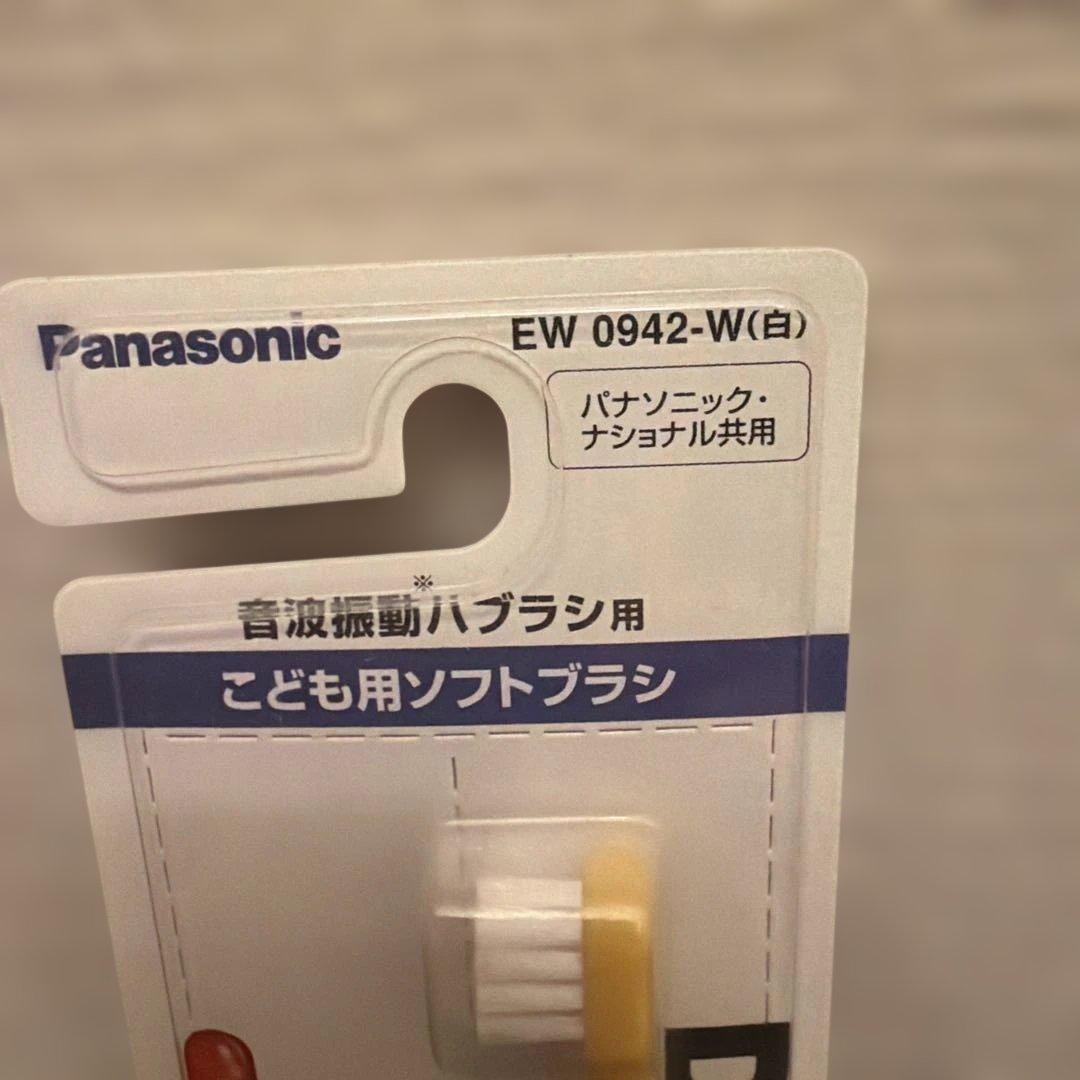 Panasonic
EW 0942-W(白)
パナソニック・
ナショナル共用
※
音波振動ハブラシ用
こども用ソフトブラシ